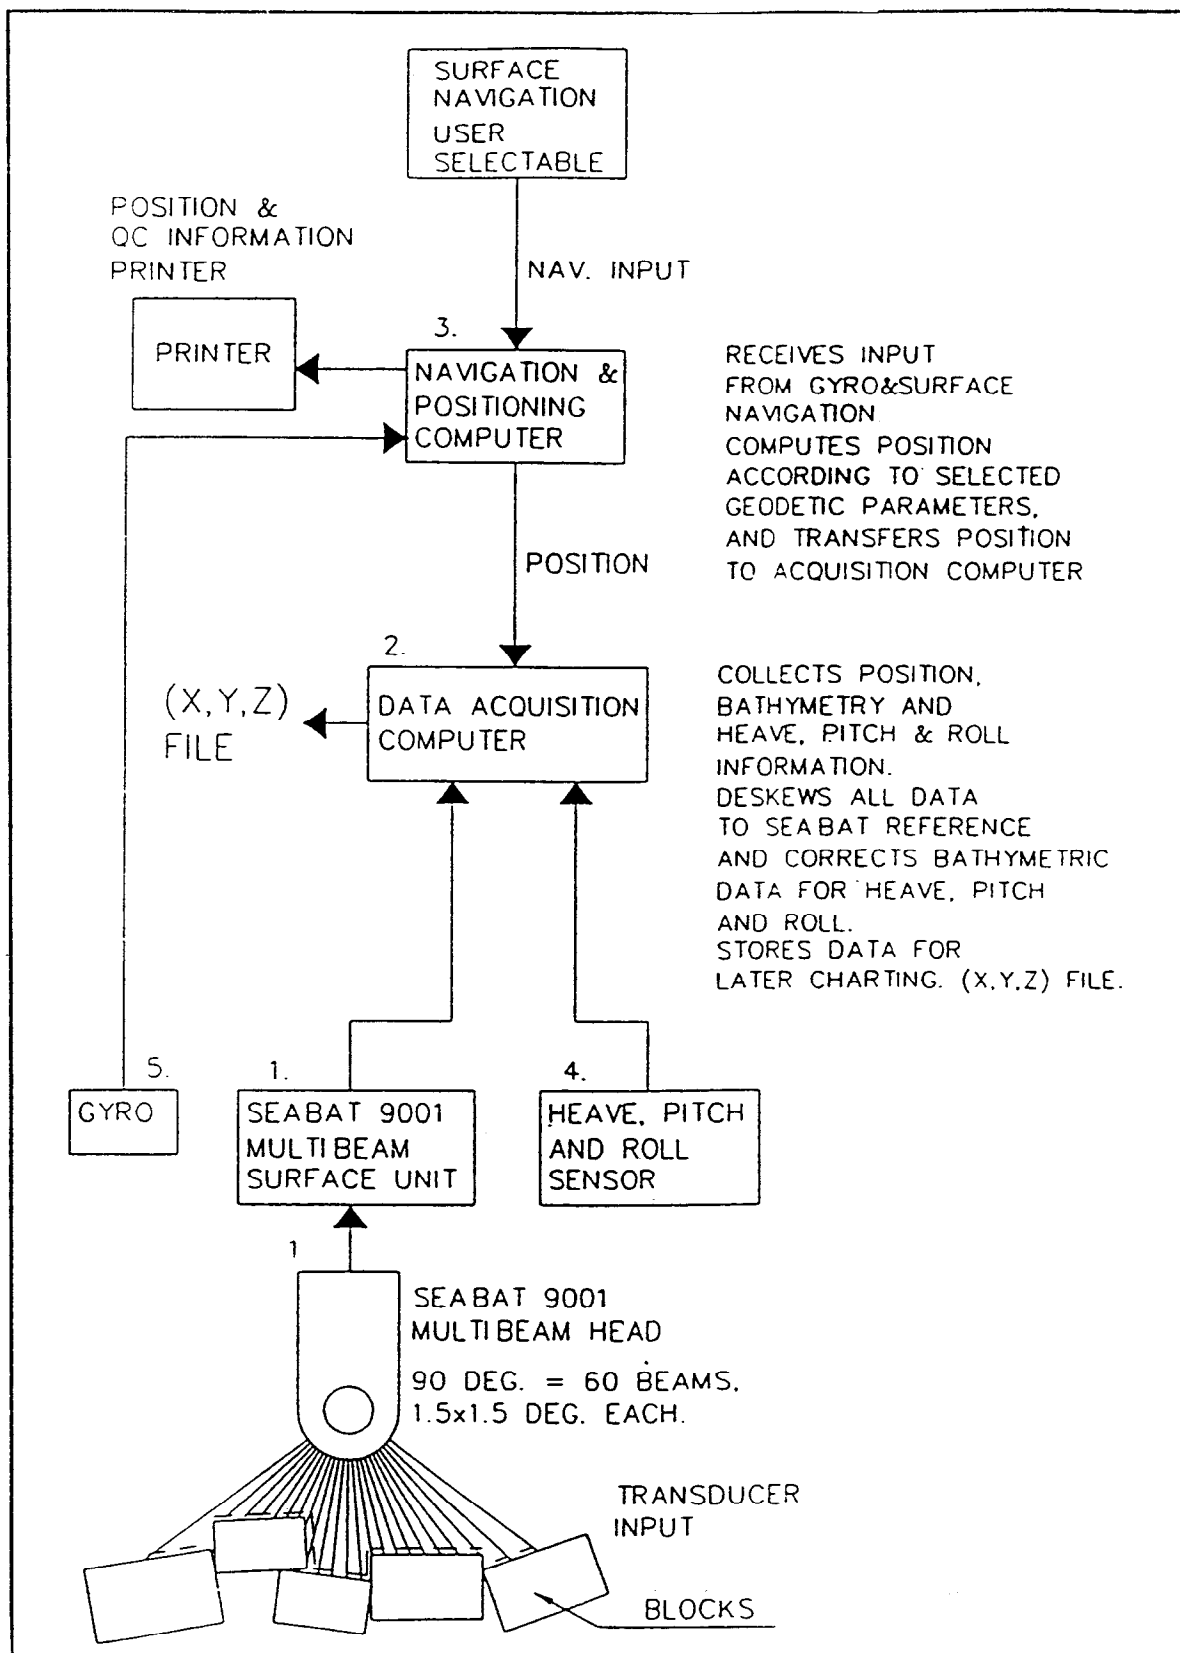 SURFACE
NAVIGATION
USER
SELECTABLE
POSITION &
QC INFORMATION
PRINTER
NAV. INPUT
3.
PRINTER
NAVIGATION &
POSITIONING
COMPUTER
RECEIVES INPUT
FROM GYRO&SURFACE
NAVIGATION
COMPUTES POSITION
ACCORDING TO SELECTED
GEODETIC PARAMETERS,
AND TRANSFERS POSITION
TO ACQUISITION COMPUTER
POSITION
2.
(X,Y,Z)
FILE
DATA ACQUISITION
COMPUTER
COLLECTS POSITION,
BATHYMETRY AND
HEAVE, PITCH & ROLL
INFORMATION.
DESKEWS ALL DATA
TO SEABAT REFERENCE
AND CORRECTS BATHYMETRIC
DATA FOR HEAVE, PITCH
AND ROLL.
STORES DATA FOR
LATER CHARTING. (X,Y,Z) FILE.
5.
GYRO
1.
SEABAT 9001
MULTIBEAM
SURFACE UNIT
4.
HEAVE, PITCH
AND ROLL
SENSOR
1
SEABAT 9001
MULTIBEAM HEAD
90 DEG. = 60 BEAMS,
1.5x1.5 DEG. EACH.
TRANSDUCER
INPUT
BLOCKS